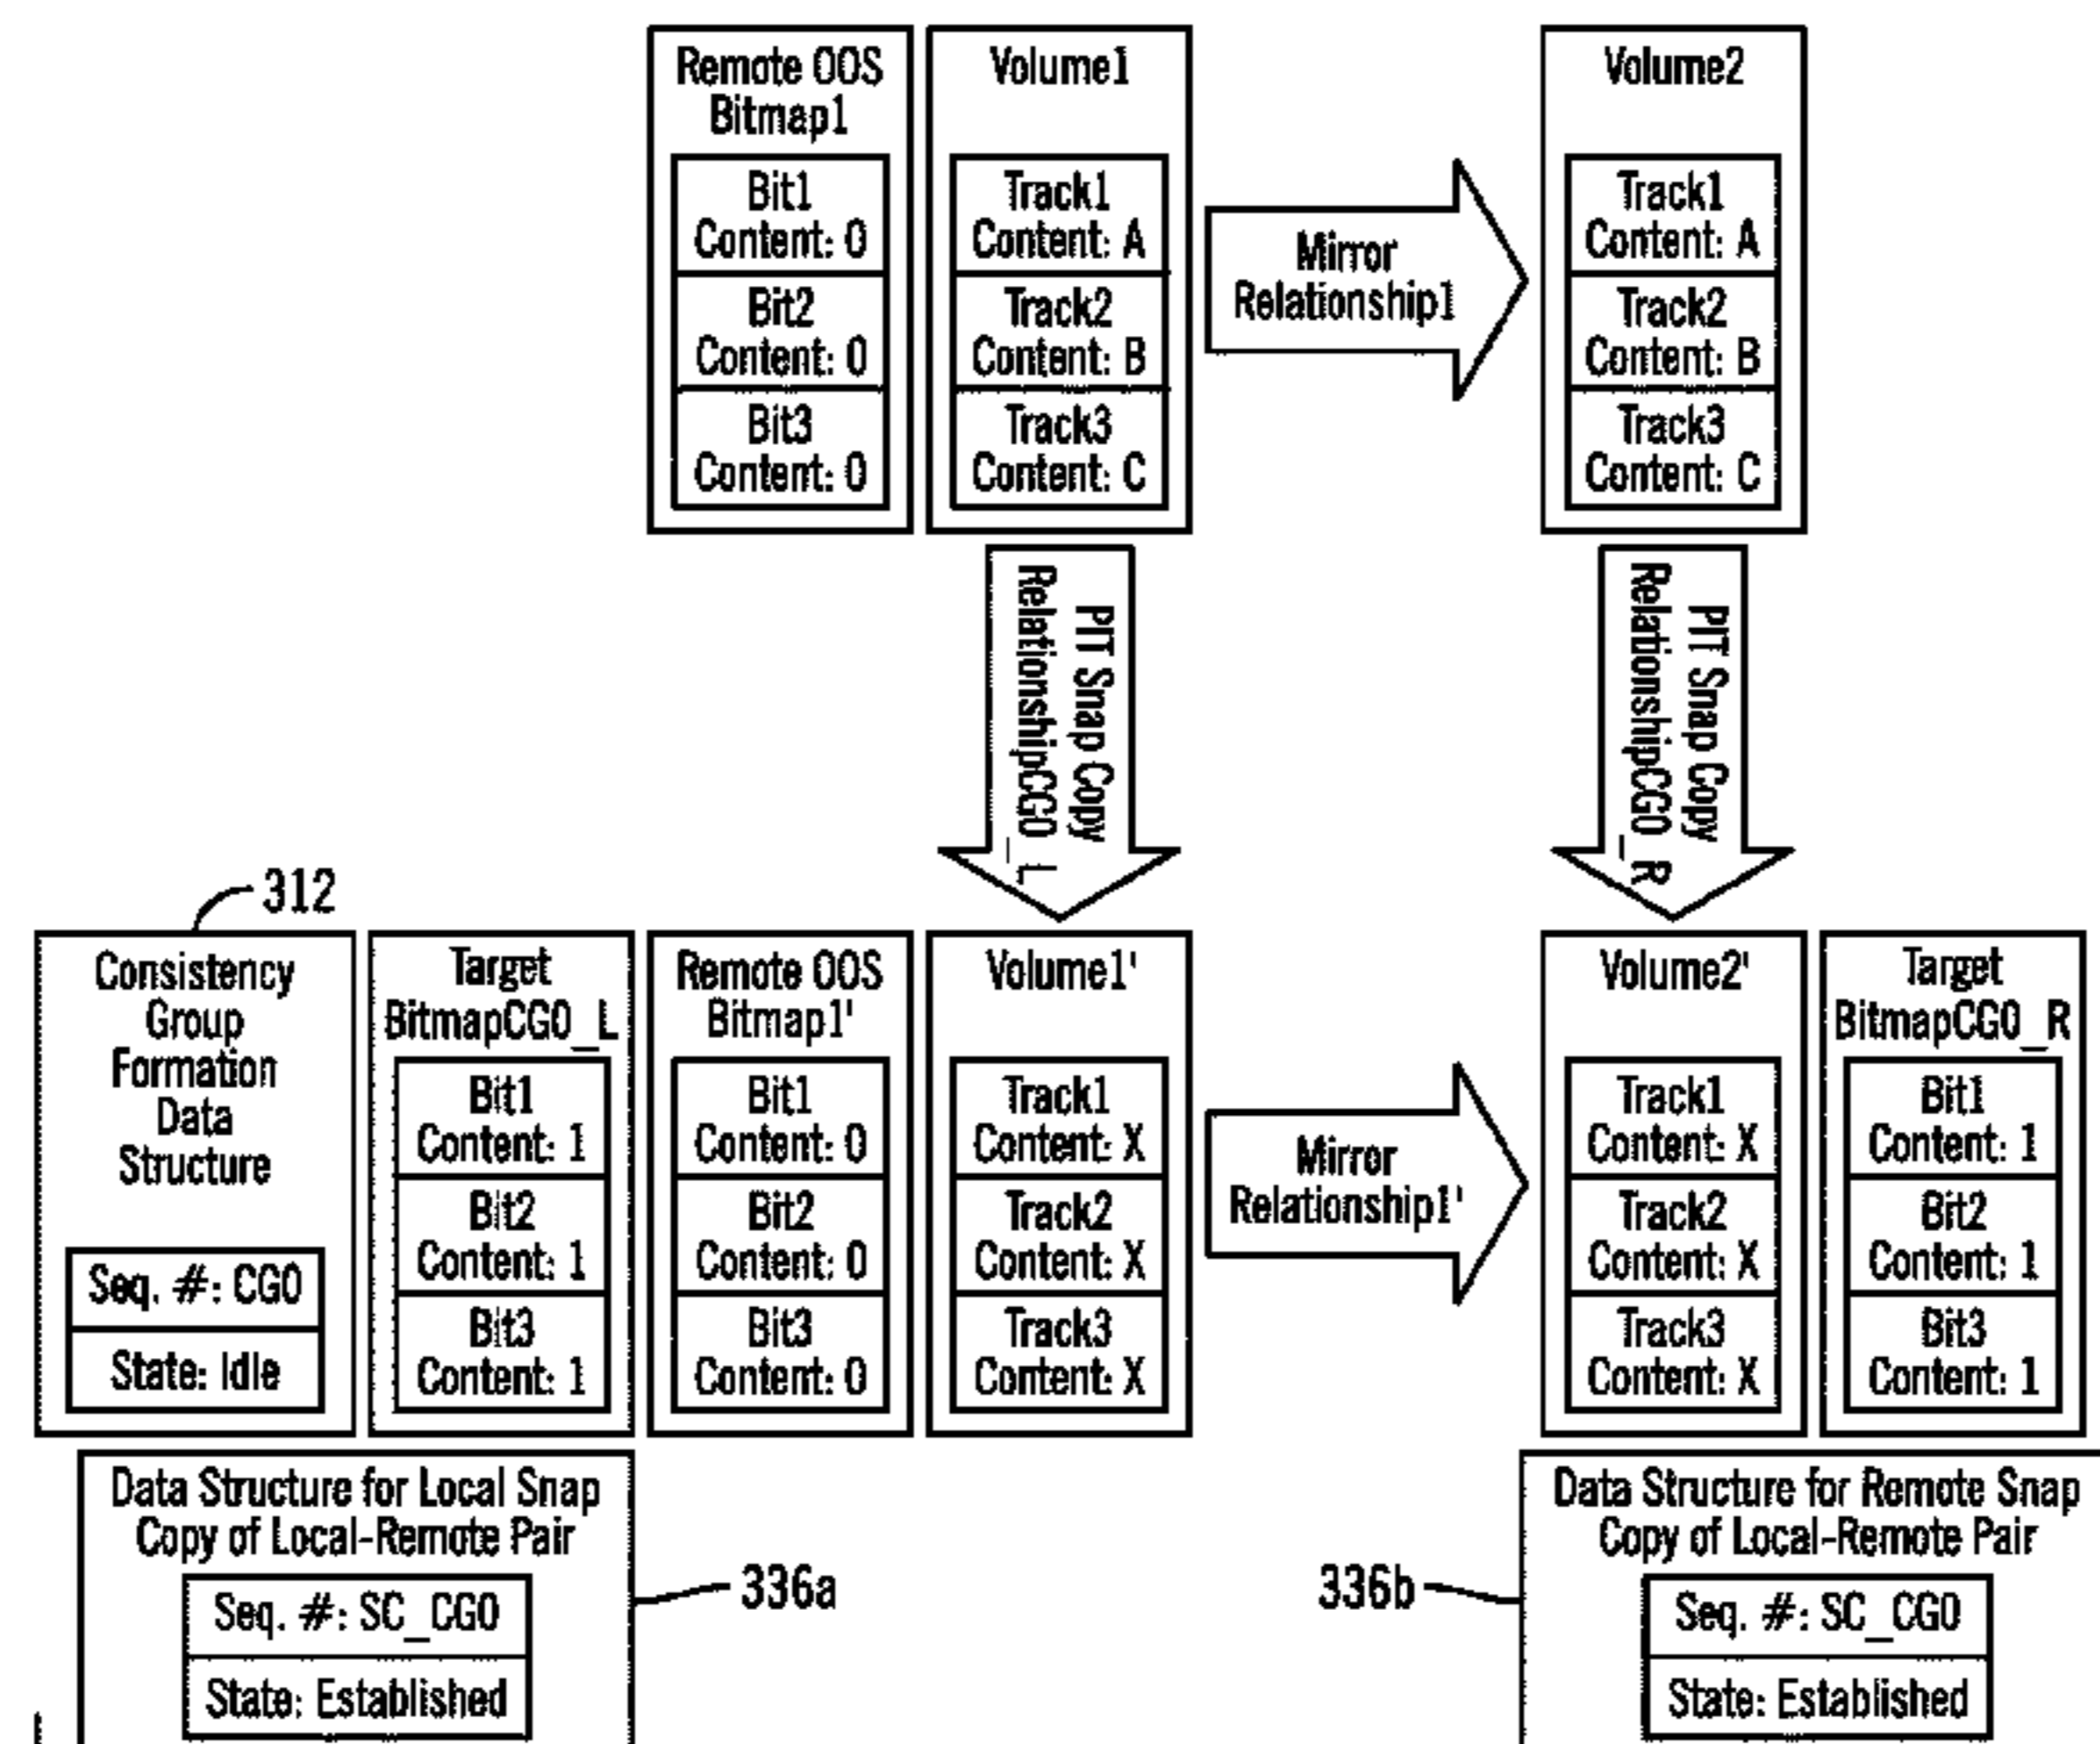 Remote OOS
Bitmap1
Bit1
Content: 0
Bit2
Content: 0
Bit3
Content: 0
Volume1
Track1
Content: A
Track2
Content: B
Track3
Content: C
Mirror
Relationship1
Volume2
Track1
Content: A
Track2
Content: B
Track3
Content: C
PIT Snap Copy
RelationshipCG0_L
PIT Snap Copy
RelationshipCG0_R
312
Consistency
Group
Formation
Data
Structure
Seq. #: CG0
State: Idle
Target
BitmapCG0_L
Bit1
Content: 1
Bit2
Content: 1
Bit3
Content: 1
Remote OOS
Bitmap1'
Bit1
Content: 0
Bit2
Content: 0
Bit3
Content: 0
Volume1'
Track1
Content: X
Track2
Content: X
Track3
Content: X
Mirror
Relationship1'
Volume2'
Track1
Content: X
Track2
Content: X
Track3
Content: X
Target
BitmapCG0_R
Bit1
Content: 1
Bit2
Content: 1
Bit3
Content: 1
Data Structure for Local Snap
Copy of Local-Remote Pair
Seq. #: SC_CG0
State: Established
336a
336b
Data Structure for Remote Snap
Copy of Local-Remote Pair
Seq. #: SC_CG0
State: Established